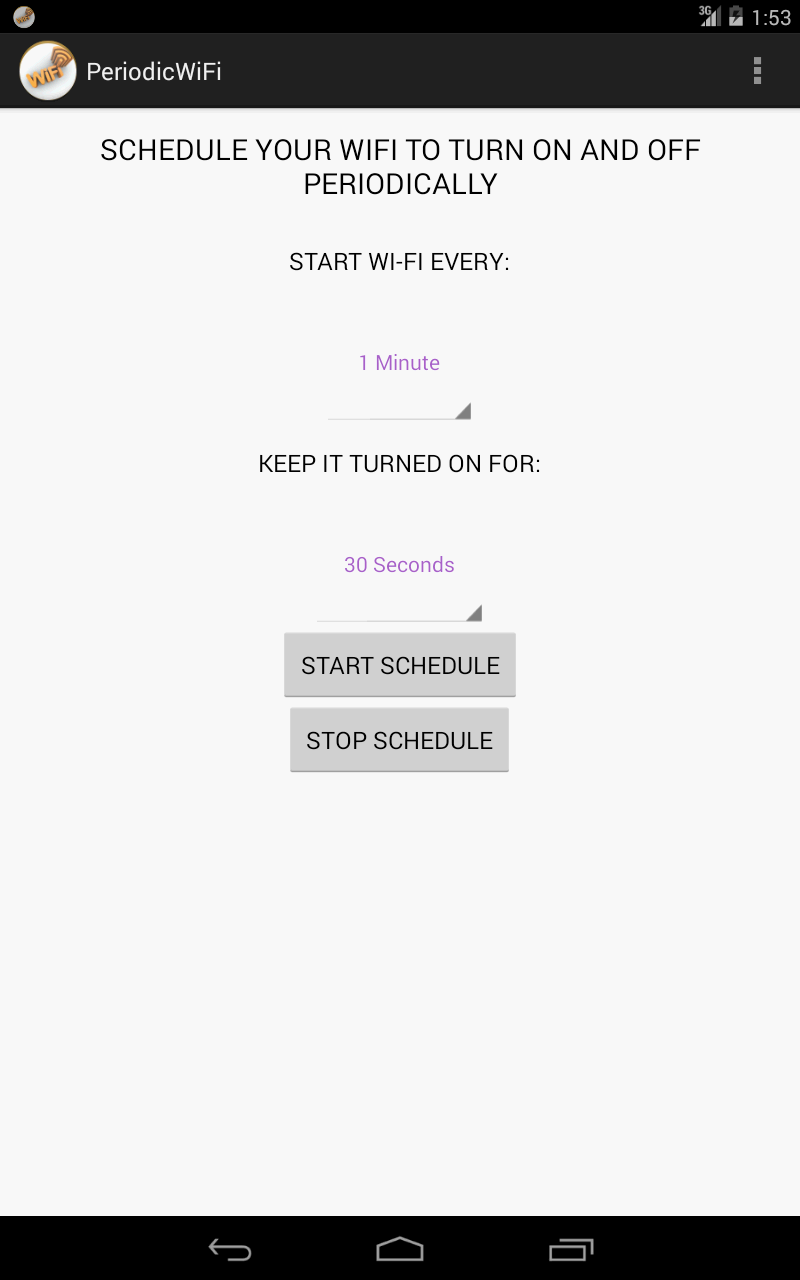 3G 1:53
WiFi PeriodicWiFi
SCHEDULE YOUR WIFI TO TURN ON AND OFF
PERIODICALLY
START WI-FI EVERY:
1 Minute
KEEP IT TURNED ON FOR:
30 Seconds
START SCHEDULE
STOP SCHEDULE